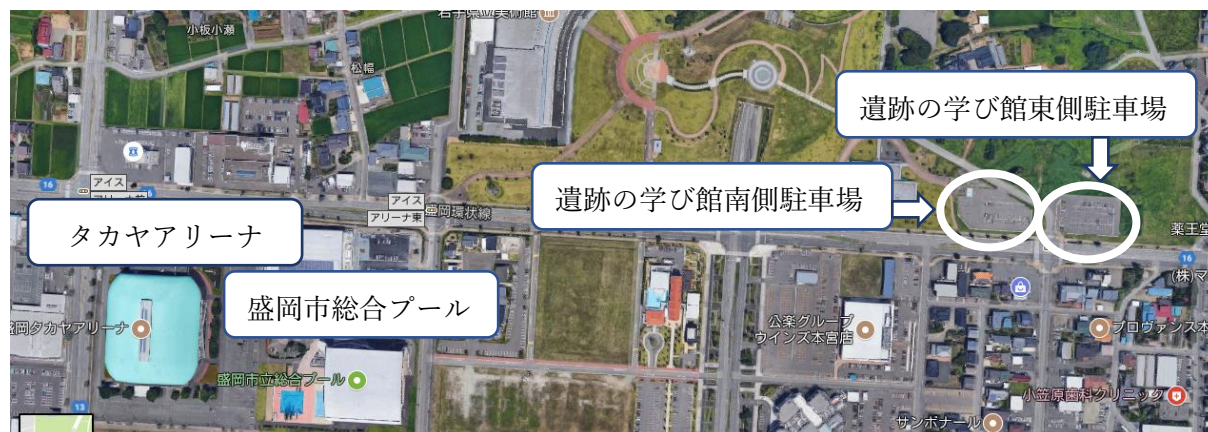 岩手県立美術館
小板小瀬
松幅
遺跡の学び館東側駐車場
16
アイス
6
アイス
アリーナ東
盛岡環状線
遺跡の学び館南側駐車場
タカヤアリーナ
薬王堂
16
(株)マ
盛岡市総合プール
盛岡タカヤアリーナ
公楽グループ
ウインズ本宮店
プロヴァンス本
盛岡市立総合プール
小笠原歯科クリニック
13
サンボナール